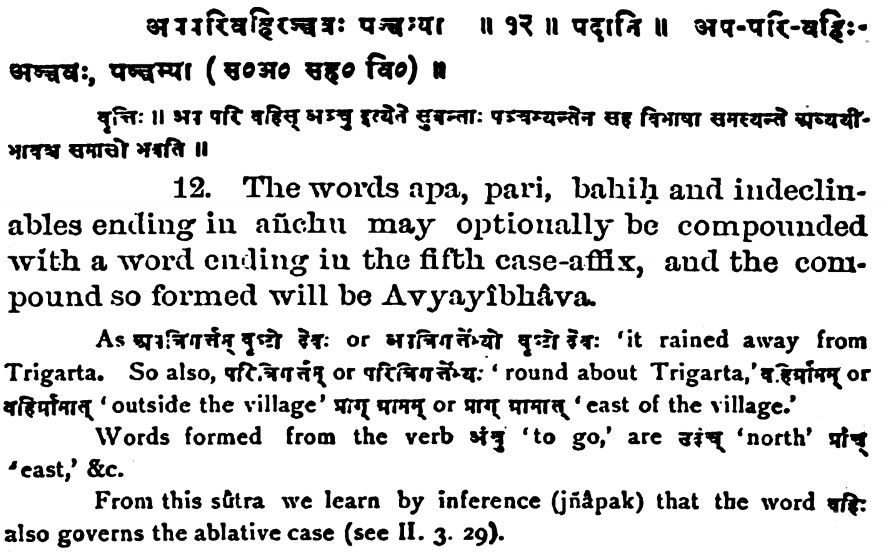 अपपरिबहिरञ्चवः पञ्चम्या ॥ १२ ॥ पदानि ॥ अप-परि-बहिः-
अञ्चवः, पञ्चम्या ( स०अ० सह० वि०) ॥
वृत्तिः ॥ अप परि बहिस् अञ्चु इत्येते सुबन्ताः पञ्चम्यन्तेन सह विभाषा समस्यन्ते अव्ययी-
भावश्च समासो भवति ॥
12. The words apa, pari, bahiḥ and indeclin-
ables ending in añchu may optionally be compounded
with a word ending in the fifth case-affix, and the com-
pound so formed will be Avyayîbhâva.
As अपत्रिगर्त्तम् वृष्टो देवः or अपत्रिगर्त्तेभ्यो वृष्टो देवः 'it rained away from
Trigarta. So also, परित्रिगर्त्तम् or परित्रिगर्त्तेभ्यः 'round about Trigarta,' बहिर्ग्रामम् or
बहिर्ग्रामात् 'outside the village' प्राग् ग्रामम् or प्राग् ग्रामात् 'east of the village.'
Words formed from the verb अंचु 'to go,' are उदंच् 'north' प्रांच्
'east,' &c.
From this sûtra we learn by inference (jñâpak) that the word बहिः
also governs the ablative case (see II. 3. 29).